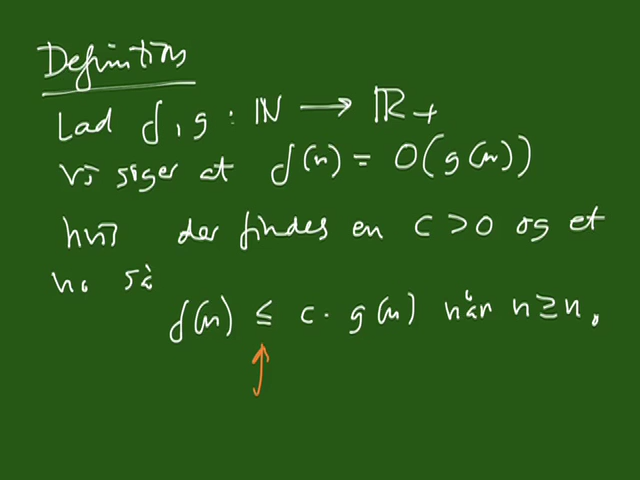 Definition
Lad f, g : ℕ → ℝ+
Vi siger at f(n) = O(g(n))
hvis der findes en c > 0 og et
n₀ så
f(n) ≤ c · g(n) når n ≥ n₀